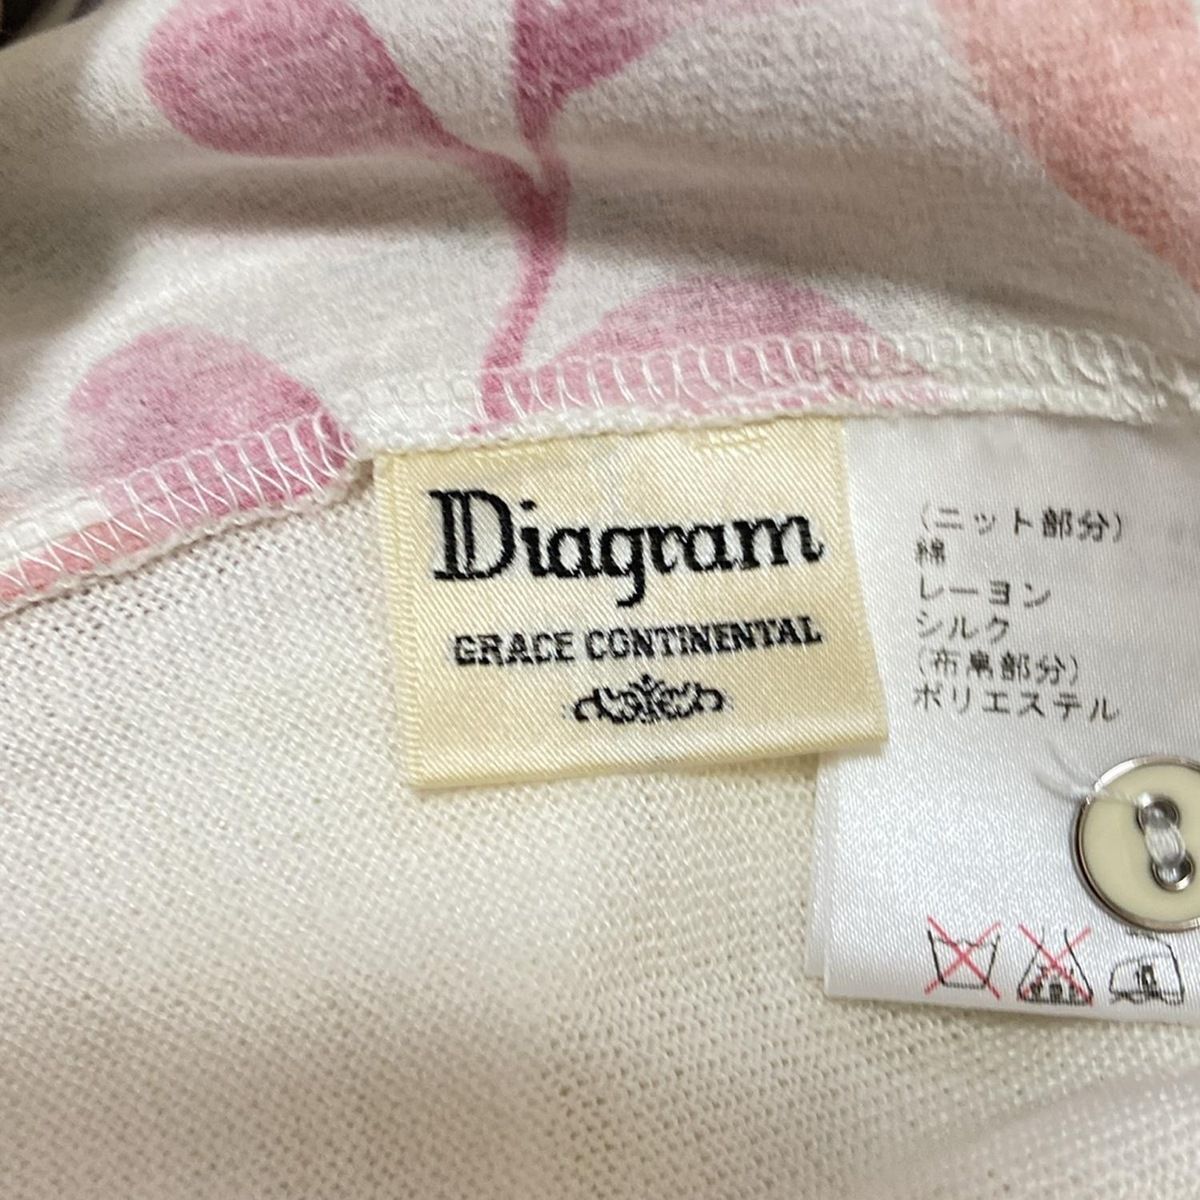 Diagram
GRACE CONTINENTAL
(ニット部分)
綿
レーヨン
シルク
(布帛部分)
ポリエステル